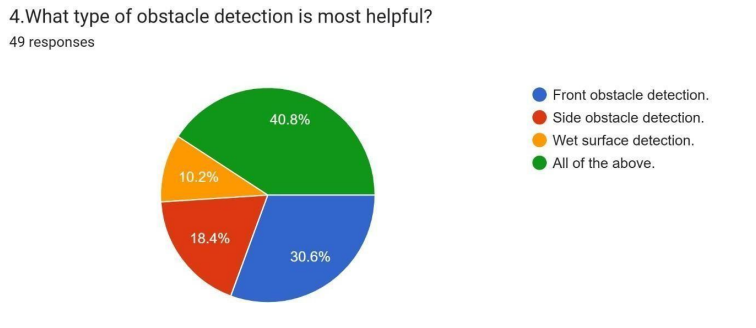 4.What type of obstacle detection is most helpful?
49 responses
40.8%
10.2%
18.4%
30.6%
Front obstacle detection.
Side obstacle detection.
Wet surface detection.
All of the above.